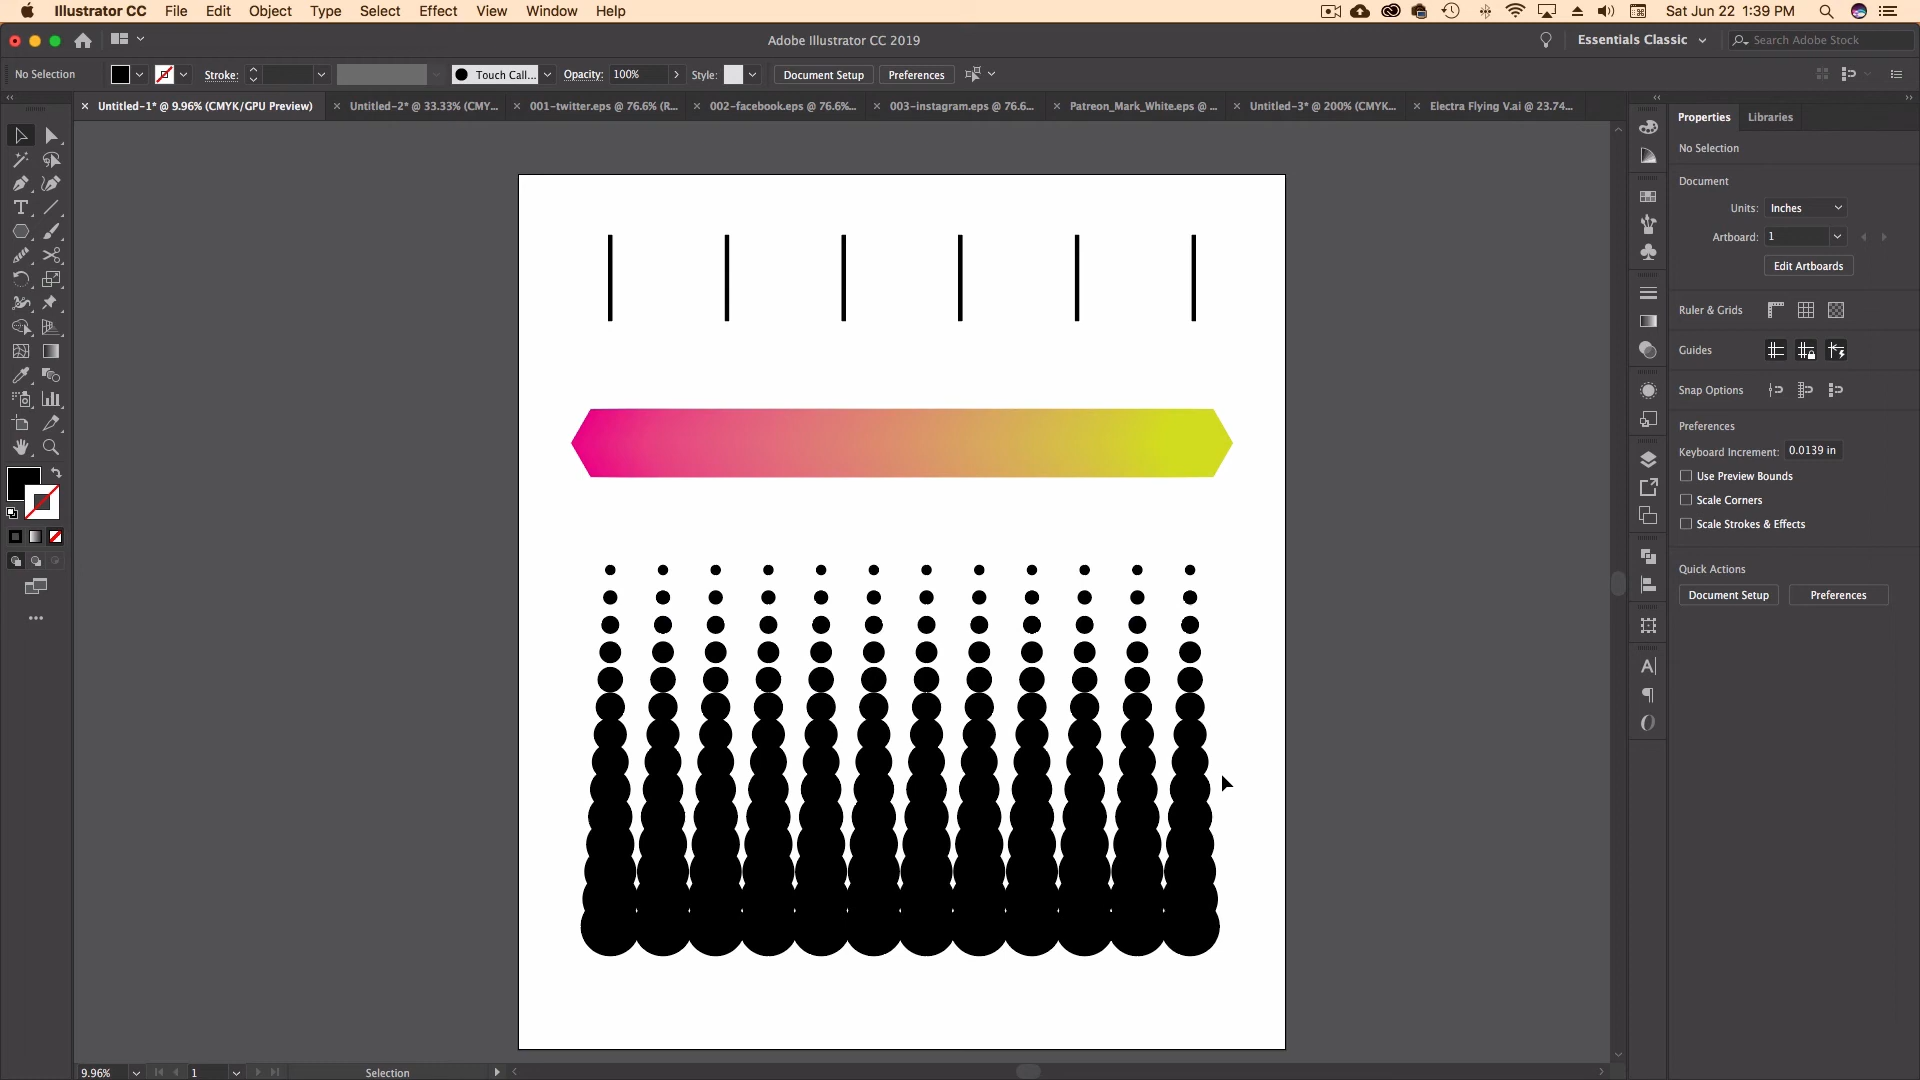 Illustrator CC File Edit Object Type Select Effect View Window Help Sat Jun 22 1:39 PM
Adobe Illustrator CC 2019 Essentials Classic Search Adobe Stock
No Selection Stroke: Touch Call... Opacity: 100% Style: Document Setup Preferences
Untitled-1* @ 9.96% (CMYK/GPU Preview) Untitled-2* @ 33.33% (CMY... 001-twitter.eps @ 76.6% (R... 002-facebook.eps @ 76.6%... 003-instagram.eps @ 76.6... Patreon_Mark_White.eps @ ... Untitled-3* @ 200% (CMYK... Electra Flying V.ai @ 23.74...
Properties Libraries
No Selection
Document
Units: Inches
Artboard: 1
Edit Artboards
Ruler & Grids
Guides
Snap Options
Preferences
Keyboard Increment: 0.0139 in
Use Preview Bounds
Scale Corners
Scale Strokes & Effects
Quick Actions
Document Setup Preferences
9.96% 1 Selection